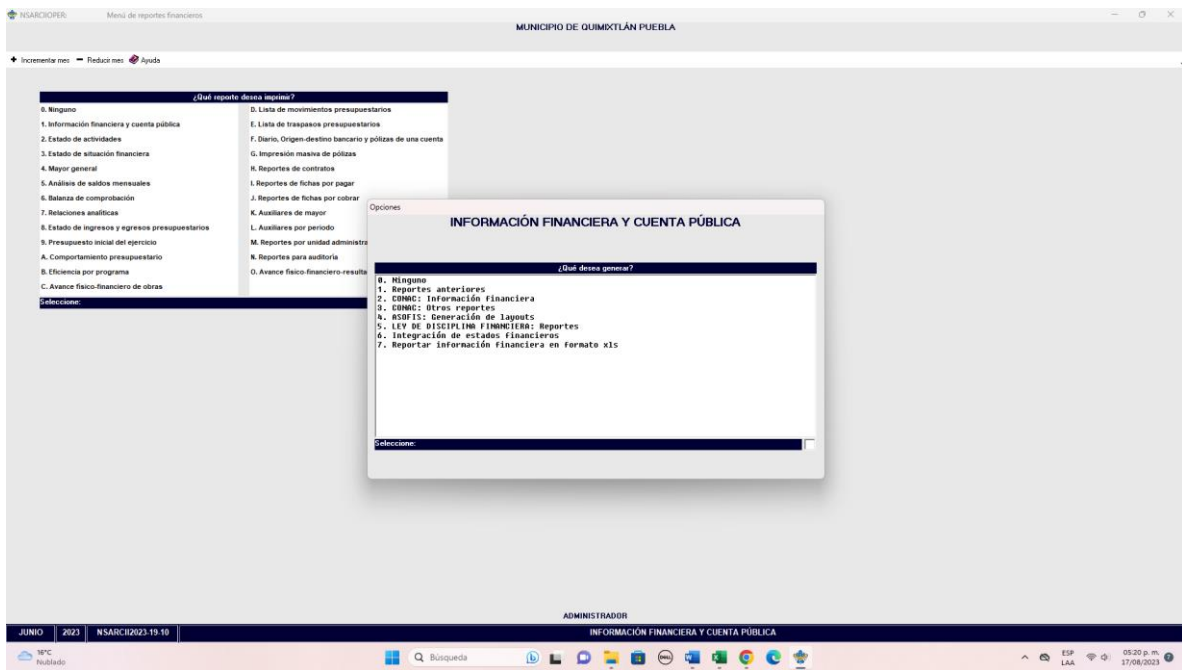 NSARCIIOPER: Menú de reportes financieros
MUNICIPIO DE QUIMIXTLÁN PUEBLA
Incrementar mes Reducir mes Ayuda
¿Qué reporte desea imprimir?
0. Ninguno
1. Información financiera y cuenta pública
2. Estado de actividades
3. Estado de situación financiera
4. Mayor general
5. Análisis de saldos mensuales
6. Balanza de comprobación
7. Relaciones analíticas
8. Estado de ingresos y egresos presupuestarios
9. Presupuesto inicial del ejercicio
A. Comportamiento presupuestario
B. Eficiencia por programa
C. Avance físico-financiero de obras
D. Lista de movimientos presupuestarios
E. Lista de traspasos presupuestarios
F. Diario, Origen-destino bancario y pólizas de una cuenta
G. Impresión masiva de pólizas
H. Reportes de contratos
I. Reportes de fichas por pagar
J. Reportes de fichas por cobrar
K. Auxiliares de mayor
L. Auxiliares por periodo
M. Reportes por unidad administra
N. Reportes para auditoría
O. Avance físico-financiero-resulta
Seleccione:
Opciones
INFORMACIÓN FINANCIERA Y CUENTA PÚBLICA
¿Qué desea generar?
0. Ninguno
1. Reportes anteriores
2. CONAC: Información financiera
3. CONAC: Otros reportes
4. ASOFIS: Generación de layouts
5. LEY DE DISCIPLINA FINANCIERA: Reportes
6. Integración de estados financieros
7. Reportar información financiera en formato xls
Seleccione:
ADMINISTRADOR
JUNIO 2023 NSARCII2023-19-10 INFORMACIÓN FINANCIERA Y CUENTA PÚBLICA
16°C
Nublado
Búsqueda
ESP
LAA
05:20 p. m.
17/08/2023